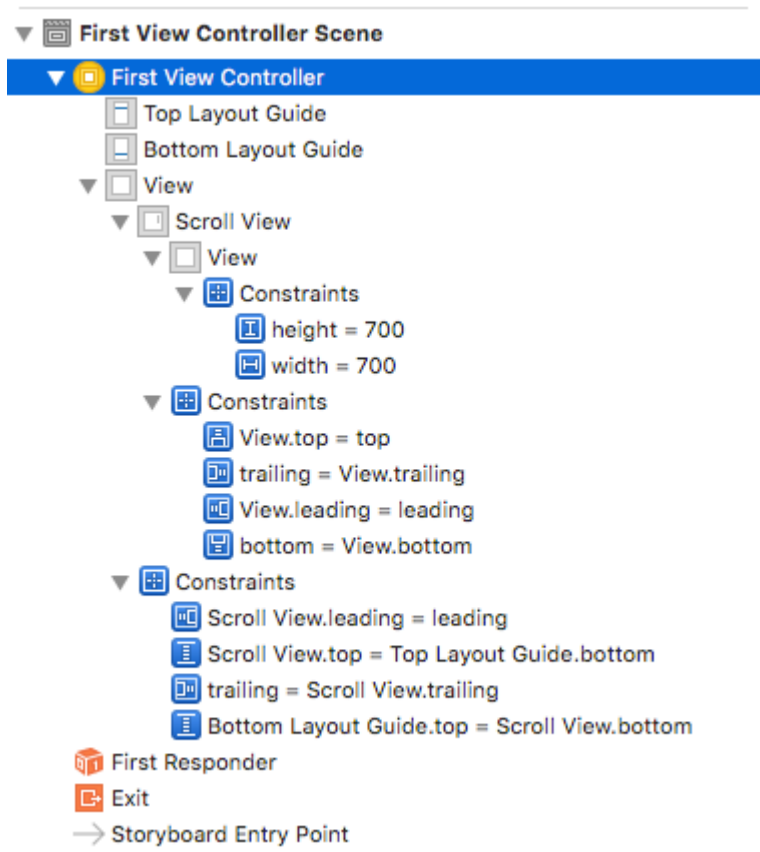 First View Controller Scene
First View Controller
Top Layout Guide
Bottom Layout Guide
View
Scroll View
View
Constraints
height = 700
width = 700
Constraints
View.top = top
trailing = View.trailing
View.leading = leading
bottom = View.bottom
Constraints
Scroll View.leading = leading
Scroll View.top = Top Layout Guide.bottom
trailing = Scroll View.trailing
Bottom Layout Guide.top = Scroll View.bottom
First Responder
Exit
Storyboard Entry Point